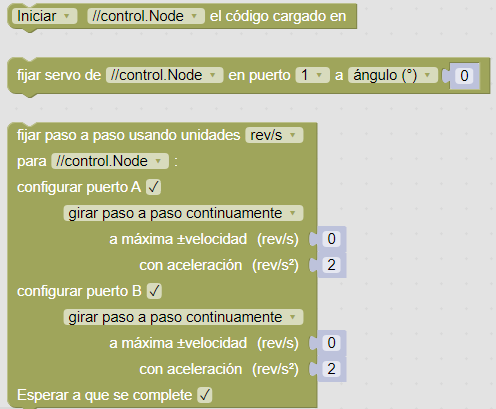 Iniciar //control.Node el código cargado en
fijar servo de //control.Node en puerto 1 a ángulo (°) 0
fijar paso a paso usando unidades rev/s
para //control.Node :
configurar puerto A ✓
girar paso a paso continuamente
a máxima ±velocidad (rev/s) 0
con aceleración (rev/s²) 2
configurar puerto B ✓
girar paso a paso continuamente
a máxima ±velocidad (rev/s) 0
con aceleración (rev/s²) 2
Esperar a que se complete ✓